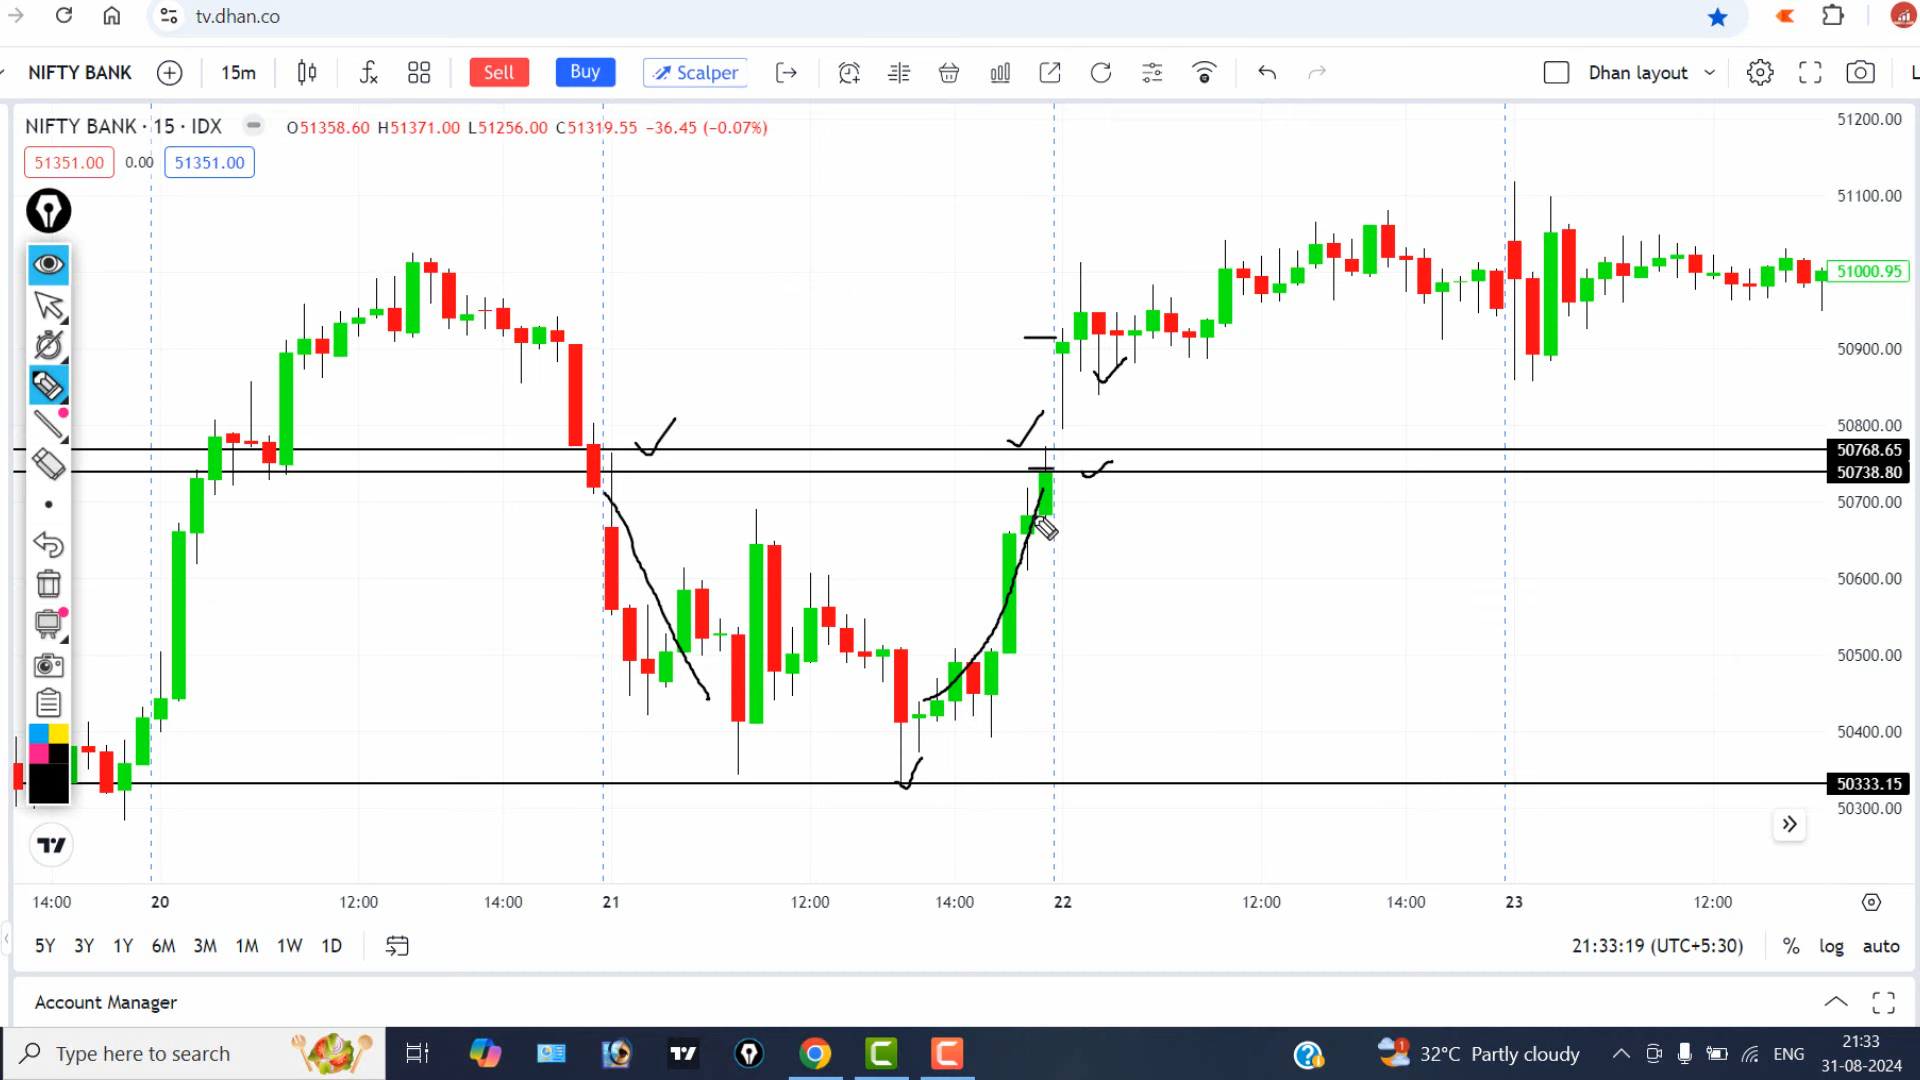 tv.dhan.co
NIFTY BANK 15m Sell Buy Scalper Dhan layout L
NIFTY BANK · 15 · IDX O51358.60 H51371.00 L51256.00 C51319.55 −36.45 (−0.07%)
51351.00 0.00 51351.00
51200.00
51100.00
51000.95
50900.00
50800.00
50768.65
50738.80
50700.00
50600.00
50500.00
50400.00
50333.15
50300.00
14:00 20 12:00 14:00 21 12:00 14:00 22 12:00 14:00 23 12:00
5Y 3Y 1Y 6M 3M 1M 1W 1D 21:33:19 (UTC+5:30) % log auto
Account Manager
Type here to search 1 32°C Partly cloudy ENG 21:33
31-08-2024